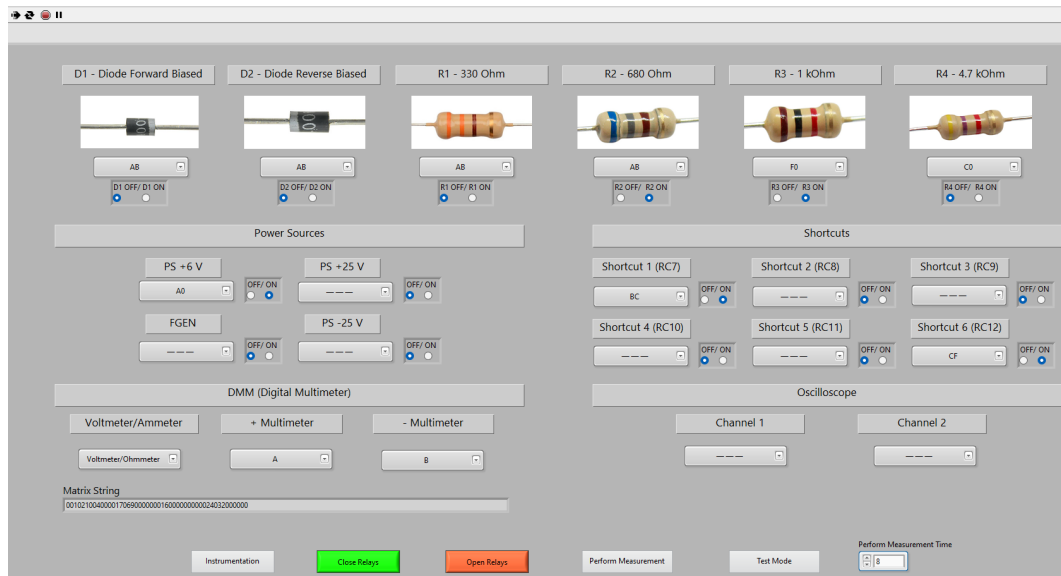 D1 - Diode Forward Biased
D2 - Diode Reverse Biased
R1 - 330 Ohm
R2 - 680 Ohm
R3 - 1 kOhm
R4 - 4.7 kOhm
AB
AB
AB
AB
F0
C0
D1 OFF/ D1 ON
D2 OFF/ D2 ON
R1 OFF/ R1 ON
R2 OFF/ R2 ON
R3 OFF/ R3 ON
R4 OFF/ R4 ON
Power Sources
Shortcuts
PS +6 V
PS +25 V
Shortcut 1 (RC7)
Shortcut 2 (RC8)
Shortcut 3 (RC9)
A0
OFF/ ON
---
OFF/ ON
BC
OFF/ ON
---
OFF/ ON
---
OFF/ ON
FGEN
PS -25 V
Shortcut 4 (RC10)
Shortcut 5 (RC11)
Shortcut 6 (RC12)
---
OFF/ ON
---
OFF/ ON
---
OFF/ ON
---
OFF/ ON
CF
OFF/ ON
DMM (Digital Multimeter)
Oscilloscope
Voltmeter/Ammeter
+ Multimeter
- Multimeter
Channel 1
Channel 2
Voltmeter/Ohmmeter
A
B
---
---
Matrix String
Perform Measurement Time
Instrumentation
Close Relays
Open Relays
Perform Measurement
Test Mode
8